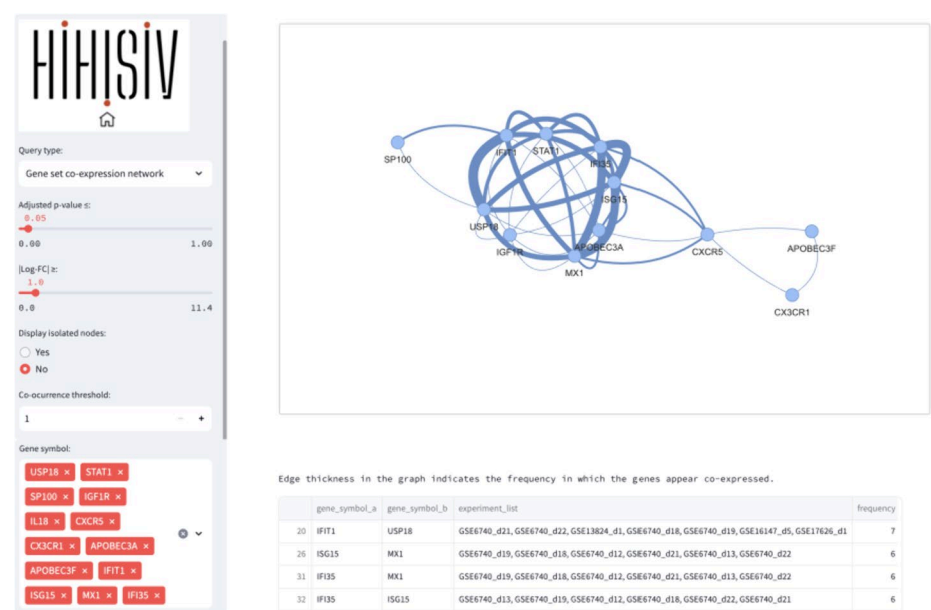 HIHISIV
Query type:
Gene set co-expression network
Adjusted p-value ≤:
0.05
0.00 1.00
|Log-FC| ≥:
1.0
0.0 11.4
Display isolated nodes:
Yes
No
Co-ocurrence threshold:
1 − +
Gene symbol:
USP18 × STAT1 ×
SP100 × IGF1R ×
IL18 × CXCR5 ×
CX3CR1 × APOBEC3A ×
APOBEC3F × IFIT1 ×
ISG15 × MX1 × IFI35 ×
SP100
IFIT1
STAT1
IFI35
ISG15
USP18
IGF1R
APOBEC3A
MX1
CXCR5
APOBEC3F
CX3CR1
Edge thickness in the graph indicates the frequency in which the genes appear co-expressed.
gene_symbol_a gene_symbol_b experiment_list frequency
20 IFIT1 USP18 GSE6740_d21, GSE6740_d22, GSE13824_d1, GSE6740_d18, GSE6740_d19, GSE16147_d5, GSE17626_d1 7
26 ISG15 MX1 GSE6740_d19, GSE6740_d18, GSE6740_d12, GSE6740_d21, GSE6740_d13, GSE6740_d22 6
31 IFI35 MX1 GSE6740_d19, GSE6740_d18, GSE6740_d12, GSE6740_d21, GSE6740_d13, GSE6740_d22 6
32 IFI35 ISG15 GSE6740_d13, GSE6740_d19, GSE6740_d12, GSE6740_d18, GSE6740_d22, GSE6740_d21 6